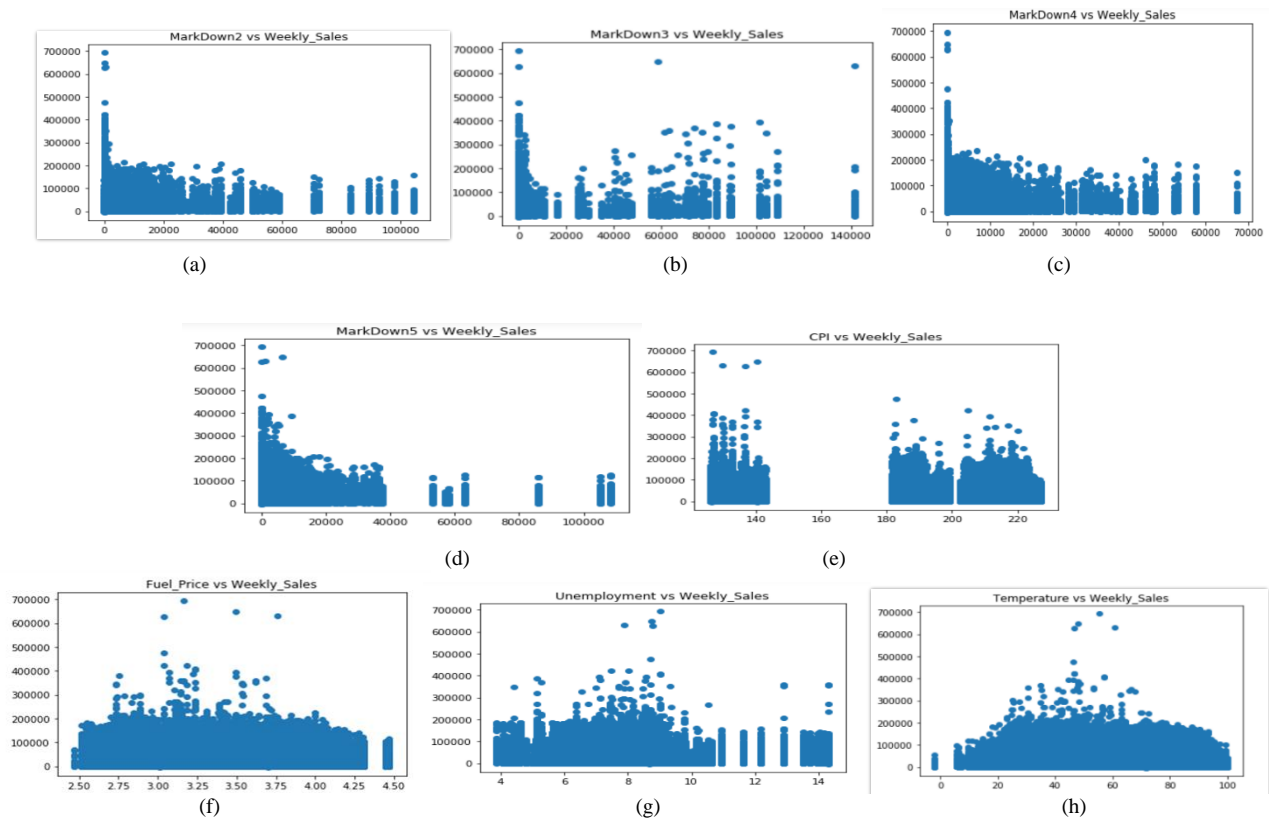 MarkDown2 vs Weekly_Sales
700000
600000
500000
400000
300000
200000
100000
0
0 20000 40000 60000 80000 100000
(a)
MarkDown3 vs Weekly_Sales
700000
600000
500000
400000
300000
200000
100000
0
0 20000 40000 60000 80000 100000 120000 140000
(b)
MarkDown4 vs Weekly_Sales
700000
600000
500000
400000
300000
200000
100000
0
0 10000 20000 30000 40000 50000 60000 70000
(c)
MarkDown5 vs Weekly_Sales
700000
600000
500000
400000
300000
200000
100000
0
0 20000 40000 60000 80000 100000
(d)
CPI vs Weekly_Sales
700000
600000
500000
400000
300000
200000
100000
0
140 160 180 200 220
(e)
Fuel_Price vs Weekly_Sales
700000
600000
500000
400000
300000
200000
100000
0
2.50 2.75 3.00 3.25 3.50 3.75 4.00 4.25 4.50
(f)
Unemployment vs Weekly_Sales
700000
600000
500000
400000
300000
200000
100000
0
4 6 8 10 12 14
(g)
Temperature vs Weekly_Sales
700000
600000
500000
400000
300000
200000
100000
0
0 20 40 60 80 100
(h)